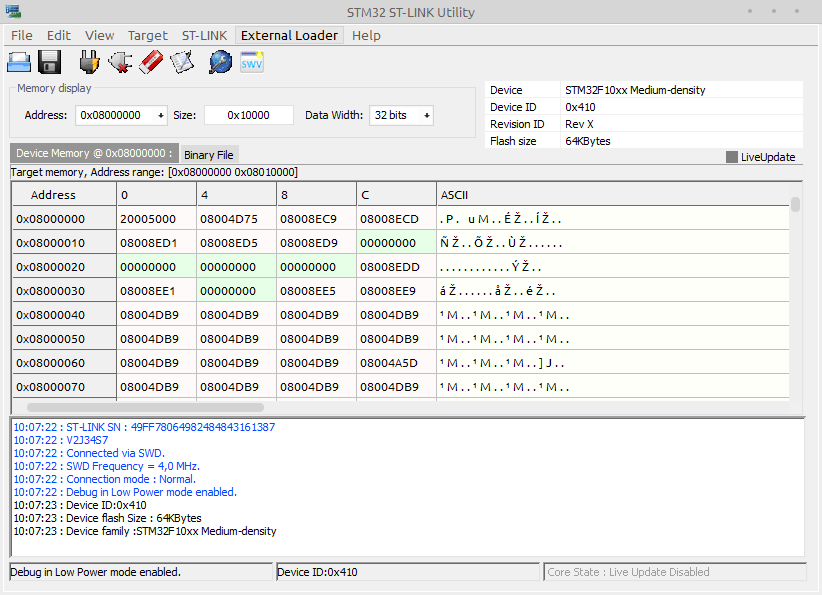 STM32 ST-LINK Utility
File Edit View Target ST-LINK External Loader Help
SWV
Memory display
Address: 0x08000000 Size: 0x10000 Data Width: 32 bits
Device STM32F10xx Medium-density
Device ID 0x410
Revision ID Rev X
Flash size 64KBytes
LiveUpdate
Device Memory @ 0x08000000 : Binary File
Target memory, Address range: [0x08000000 0x08010000]
Address 0 4 8 C ASCII
0x08000000 20005000 08004D75 08008EC9 08008ECD .P. uM..ÉŽ..ÍŽ..
0x08000010 08008ED1 08008ED5 08008ED9 00000000 ÑŽ..ÕŽ..ÙŽ......
0x08000020 00000000 00000000 00000000 08008EDD ............ÝŽ..
0x08000030 08008EE1 00000000 08008EE5 08008EE9 áŽ......åŽ..éŽ..
0x08000040 08004DB9 08004DB9 08004DB9 08004DB9 ¹M..¹M..¹M..¹M..
0x08000050 08004DB9 08004DB9 08004DB9 08004DB9 ¹M..¹M..¹M..¹M..
0x08000060 08004DB9 08004DB9 08004DB9 08004A5D ¹M..¹M..¹M..]J..
0x08000070 08004DB9 08004DB9 08004DB9 08004DB9 ¹M..¹M..¹M..¹M..
10:07:22 : ST-LINK SN : 49FF78064982484843161387
10:07:22 : V2J34S7
10:07:22 : Connected via SWD.
10:07:22 : SWD Frequency = 4,0 MHz.
10:07:22 : Connection mode : Normal.
10:07:22 : Debug in Low Power mode enabled.
10:07:23 : Device ID:0x410
10:07:23 : Device flash Size : 64KBytes
10:07:23 : Device family :STM32F10xx Medium-density
Debug in Low Power mode enabled. Device ID:0x410 Core State : Live Update Disabled